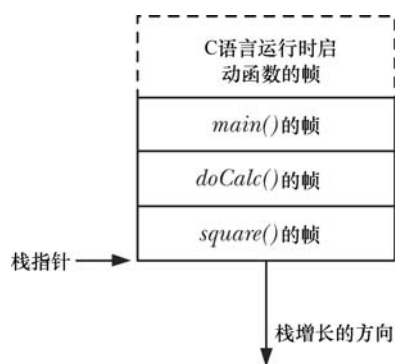 C语言运行时启
动函数的帧
main()的帧
doCalc()的帧
square()的帧
栈指针
栈增长的方向